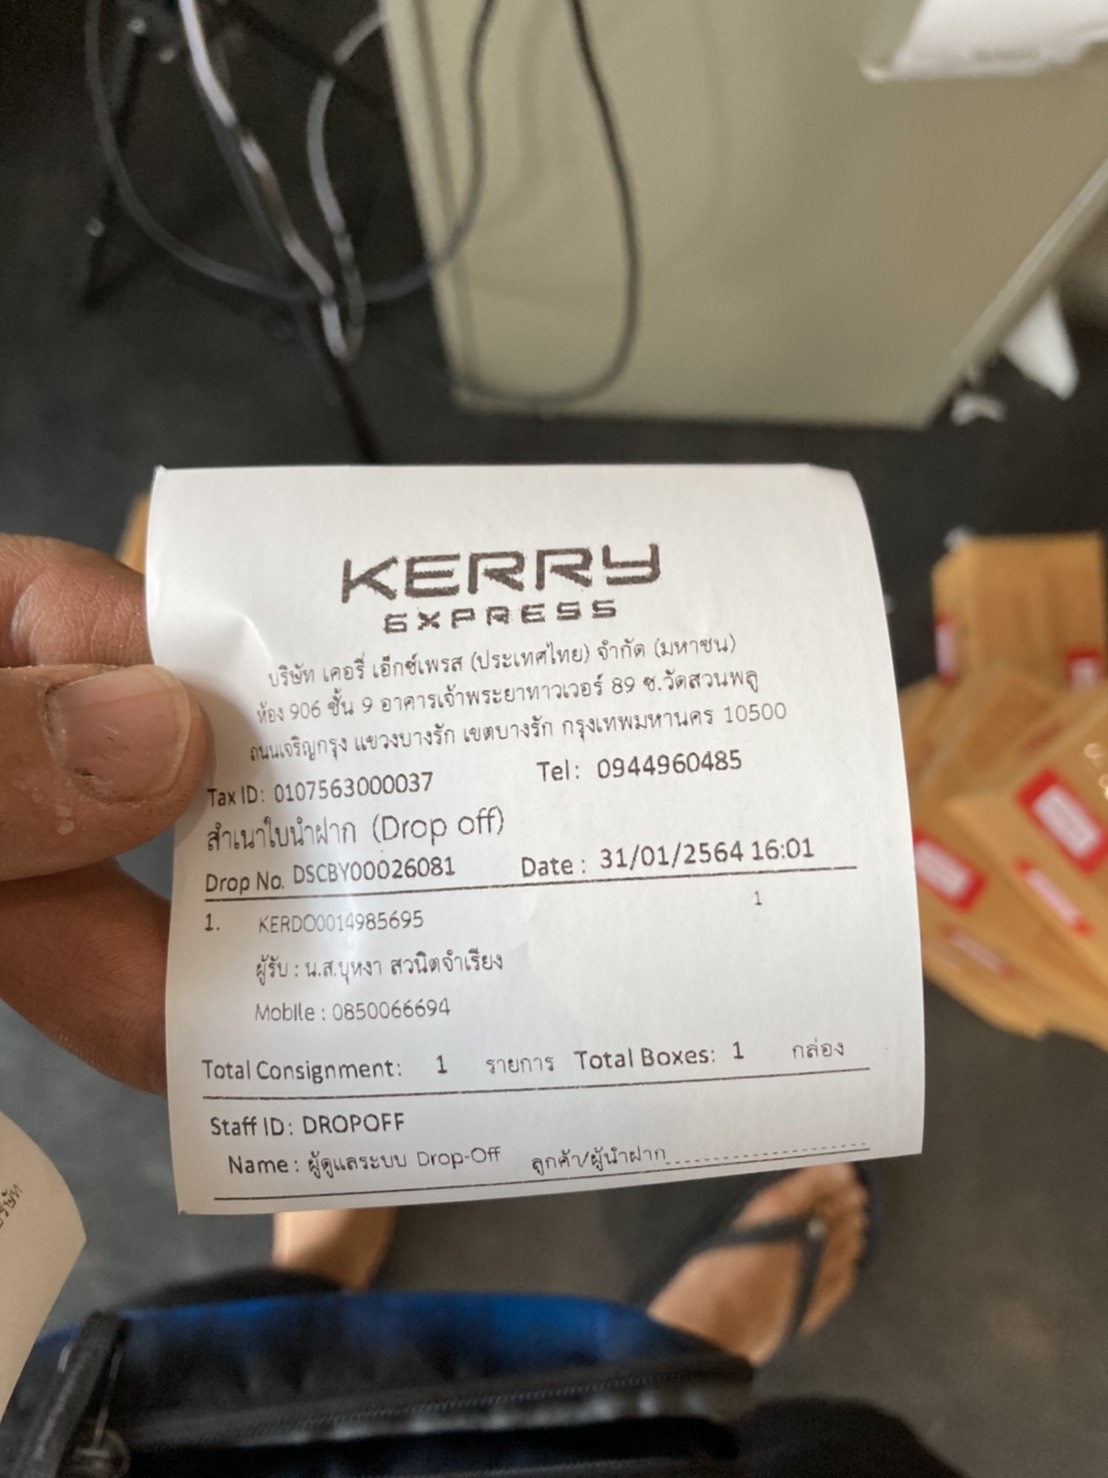 KERRY
EXPRESS
บริษัท เคอรี่ เอ็กซ์เพรส (ประเทศไทย) จำกัด (มหาชน)
ห้อง 906 ชั้น 9 อาคารเจ้าพระยาทาวเวอร์ 89 ซ.วัดสวนพลู
ถนนเจริญกรุง แขวงบางรัก เขตบางรัก กรุงเทพมหานคร 10500
Tax ID: 0107563000037 Tel: 0944960485
สำเนาใบนำฝาก (Drop off)
Drop No. DSCBY00026081 Date : 31/01/2564 16:01
1. KERDO0014985695 1
ผู้รับ : น.ส.บุหงา สวนิตจำเรียง
Mobile : 0850066694
Total Consignment: 1 รายการ Total Boxes: 1 กล่อง
Staff ID: DROPOFF
Name : ผู้ดูแลระบบ Drop-Off ลูกค้า/ผู้นำฝาก